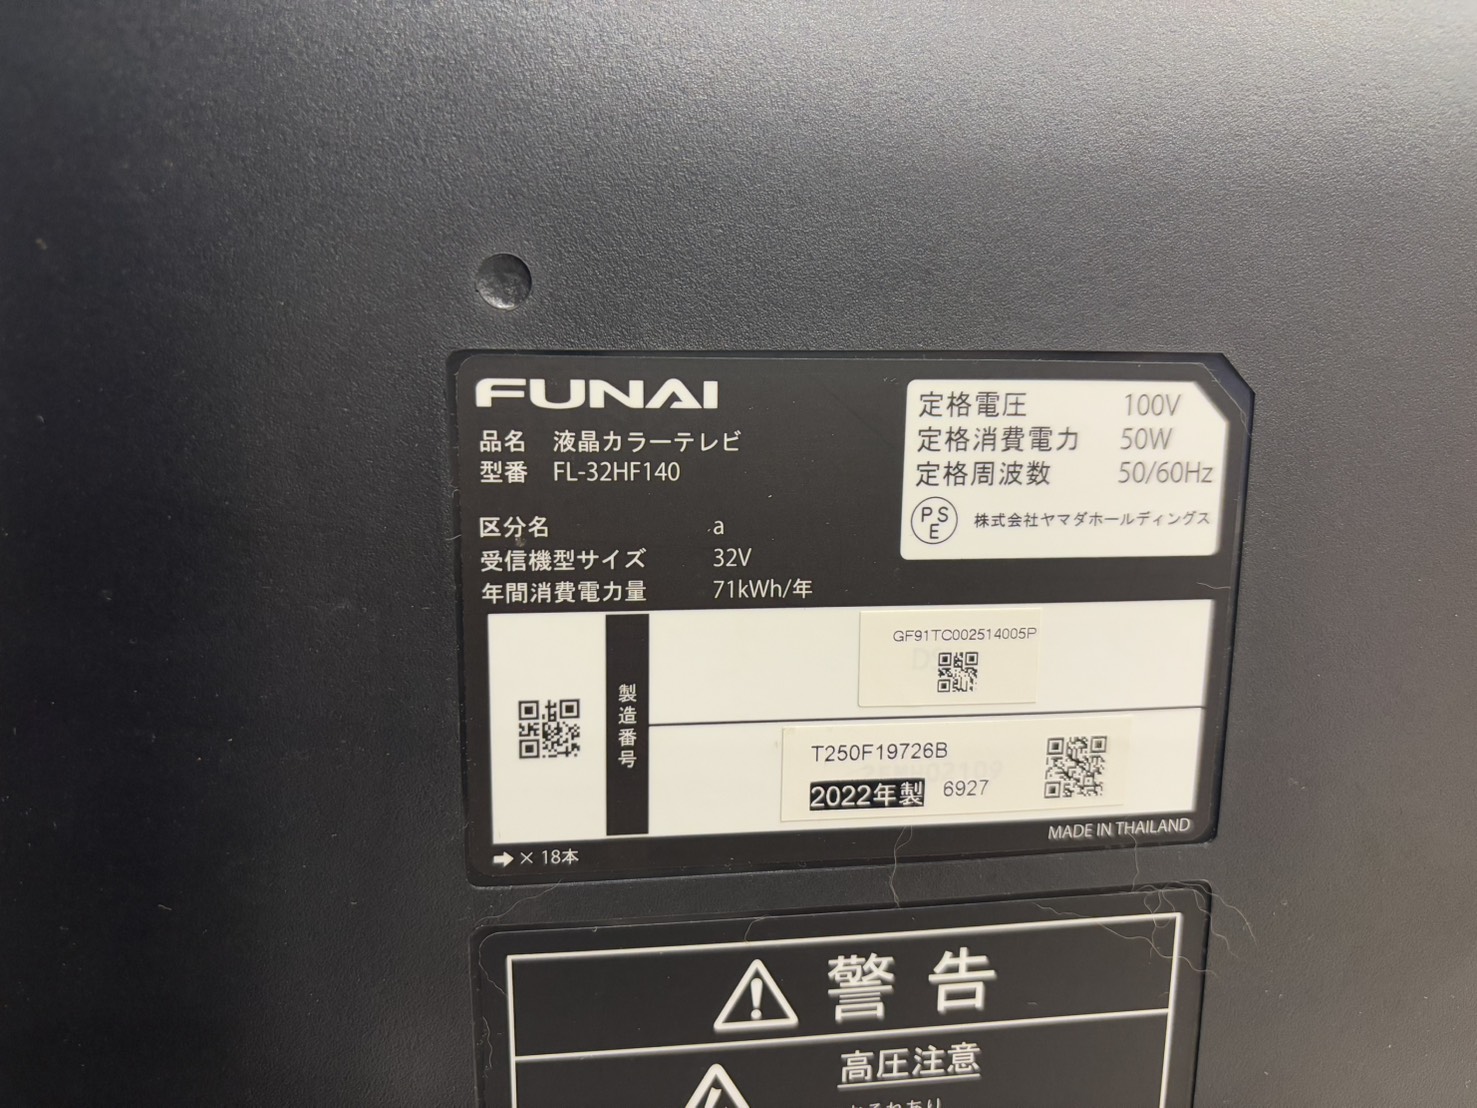 FUNAI
品名 液晶カラーテレビ
型番 FL-32HF140
区分名 a
受信機型サイズ 32V
年間消費電力量 71kWh/年
定格電圧 100V
定格消費電力 50W
定格周波数 50/60Hz
PSE 株式会社ヤマダホールディングス
製造番号
GF91TC002514005P
T250F19726B
2022年製 6927
MADE IN THAILAND
➡× 18本
警告
高圧注意